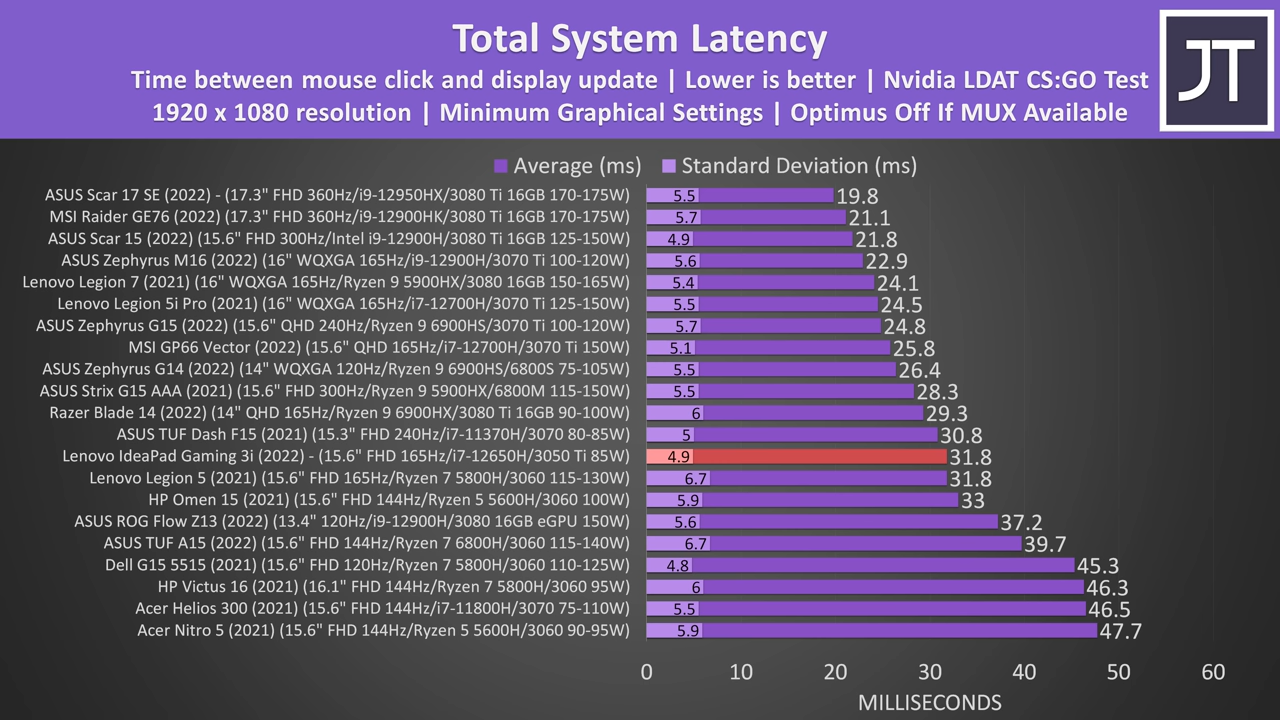 Total System Latency
Time between mouse click and display update | Lower is better | Nvidia LDAT CS:GO Test
1920 x 1080 resolution | Minimum Graphical Settings | Optimus Off If MUX Available
JT
Average (ms) Standard Deviation (ms)
ASUS Scar 17 SE (2022) - (17.3" FHD 360Hz/i9-12950HX/3080 Ti 16GB 170-175W) 5.5 19.8
MSI Raider GE76 (2022) (17.3" FHD 360Hz/i9-12900HK/3080 Ti 16GB 170-175W) 5.7 21.1
ASUS Scar 15 (2022) (15.6" FHD 300Hz/Intel i9-12900H/3080 Ti 16GB 125-150W) 4.9 21.8
ASUS Zephyrus M16 (2022) (16" WQXGA 165Hz/i9-12900H/3070 Ti 100-120W) 5.6 22.9
Lenovo Legion 7 (2021) (16" WQXGA 165Hz/Ryzen 9 5900HX/3080 16GB 150-165W) 5.4 24.1
Lenovo Legion 5i Pro (2021) (16" WQXGA 165Hz/i7-12700H/3070 Ti 125-150W) 5.5 24.5
ASUS Zephyrus G15 (2022) (15.6" QHD 240Hz/Ryzen 9 6900HS/3070 Ti 100-120W) 5.7 24.8
MSI GP66 Vector (2022) (15.6" QHD 165Hz/i7-12700H/3070 Ti 150W) 5.1 25.8
ASUS Zephyrus G14 (2022) (14" WQXGA 120Hz/Ryzen 9 6900HS/6800S 75-105W) 5.5 26.4
ASUS Strix G15 AAA (2021) (15.6" FHD 300Hz/Ryzen 9 5900HX/6800M 115-150W) 5.5 28.3
Razer Blade 14 (2022) (14" QHD 165Hz/Ryzen 9 6900HX/3080 Ti 16GB 90-100W) 6 29.3
ASUS TUF Dash F15 (2021) (15.3" FHD 240Hz/i7-11370H/3070 80-85W) 5 30.8
Lenovo IdeaPad Gaming 3i (2022) - (15.6" FHD 165Hz/i7-12650H/3050 Ti 85W) 4.9 31.8
Lenovo Legion 5 (2021) (15.6" FHD 165Hz/Ryzen 7 5800H/3060 115-130W) 6.7 31.8
HP Omen 15 (2021) (15.6" FHD 144Hz/Ryzen 5 5600H/3060 100W) 5.9 33
ASUS ROG Flow Z13 (2022) (13.4" 120Hz/i9-12900H/3080 16GB eGPU 150W) 5.6 37.2
ASUS TUF A15 (2022) (15.6" FHD 144Hz/Ryzen 7 6800H/3060 115-140W) 6.7 39.7
Dell G15 5515 (2021) (15.6" FHD 120Hz/Ryzen 7 5800H/3060 110-125W) 4.8 45.3
HP Victus 16 (2021) (16.1" FHD 144Hz/Ryzen 7 5800H/3060 95W) 6 46.3
Acer Helios 300 (2021) (15.6" FHD 144Hz/i7-11800H/3070 75-110W) 5.5 46.5
Acer Nitro 5 (2021) (15.6" FHD 144Hz/Ryzen 5 5600H/3060 90-95W) 5.9 47.7
0 10 20 30 40 50 60
MILLISECONDS